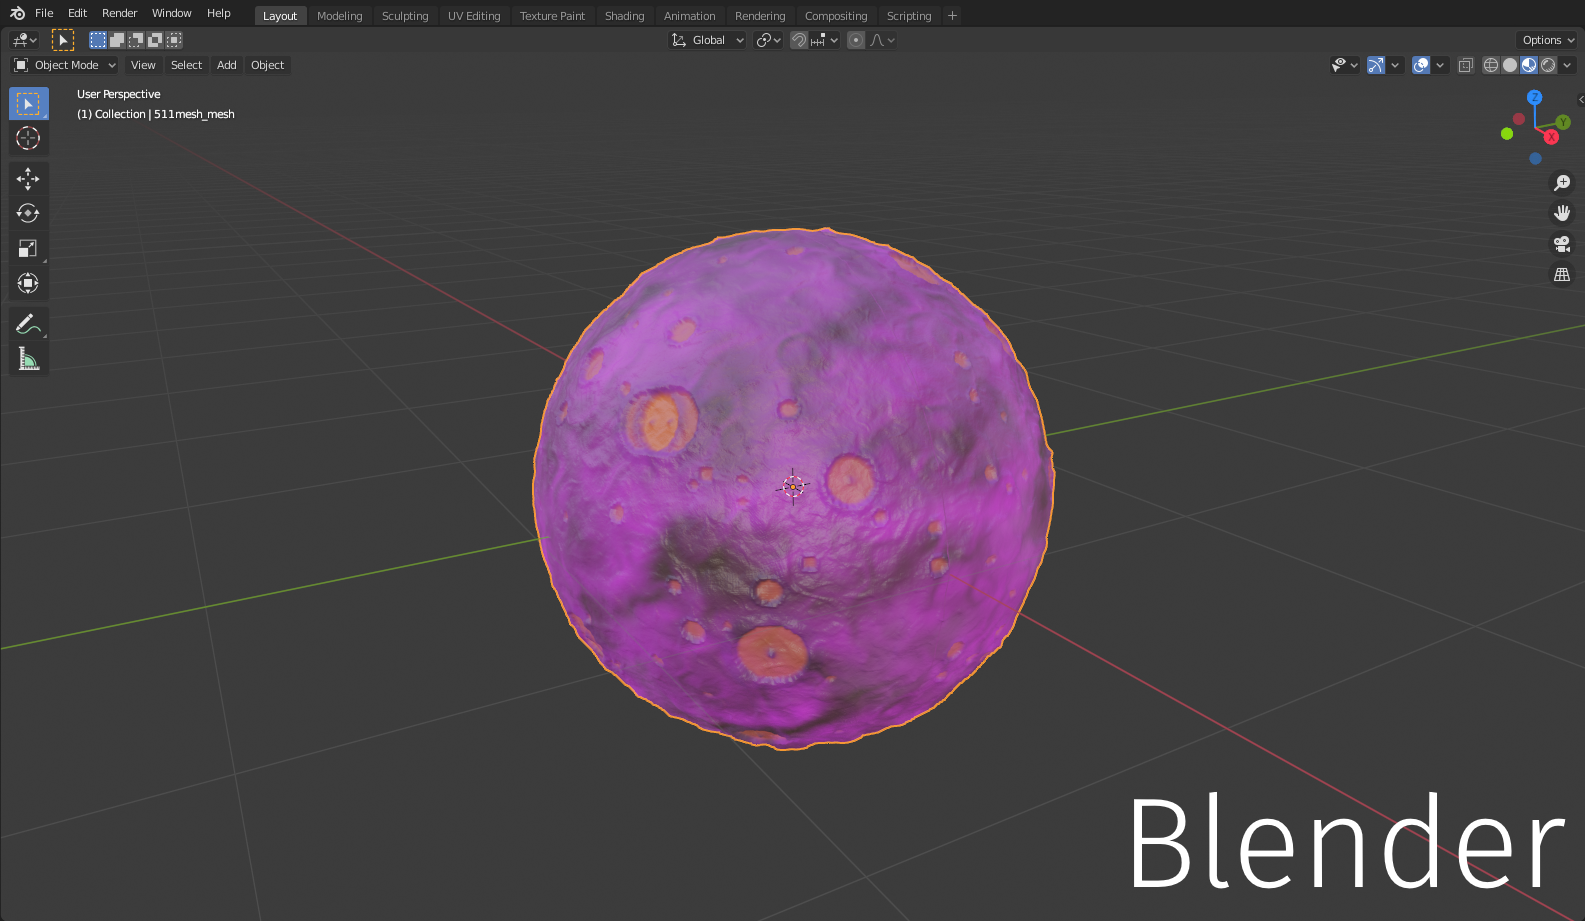 File Edit Render Window Help Layout Modeling Sculpting UV Editing Texture Paint Shading Animation Rendering Compositing Scripting +
Global Options
Object Mode View Select Add Object
User Perspective
(1) Collection | 511mesh_mesh
Z
Y
X
Blender